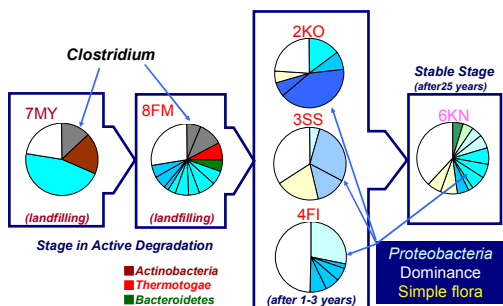 Clostridium
7MY
(landfilling)
8FM
(landfilling)
Stage in Active Degradation
Actinobacteria
Thermotogae
Bacteroidetes
2KO
3SS
4FI
(after 1-3 years)
Stable Stage
(after25 years)
6KN
Proteobacteria
Dominance
Simple flora